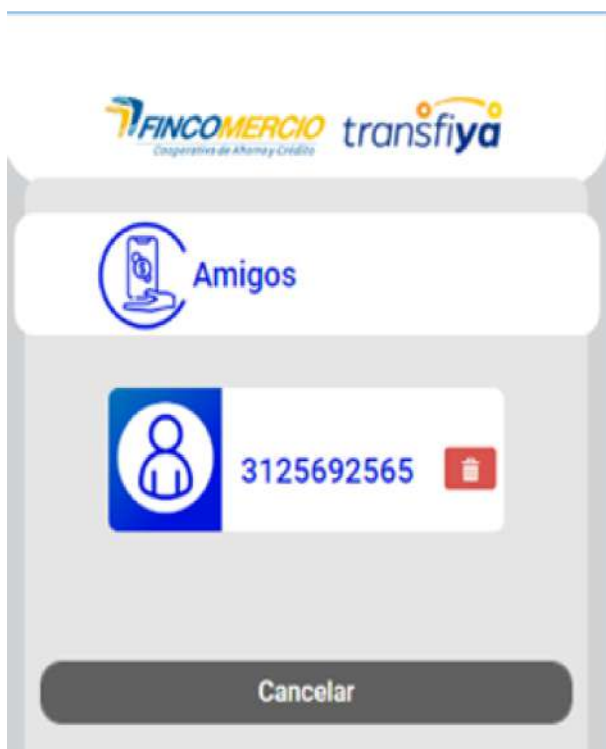 FINCOMERCIO transfiya
Cooperativa de Ahorro y Crédito
Amigos
3125692565
Cancelar